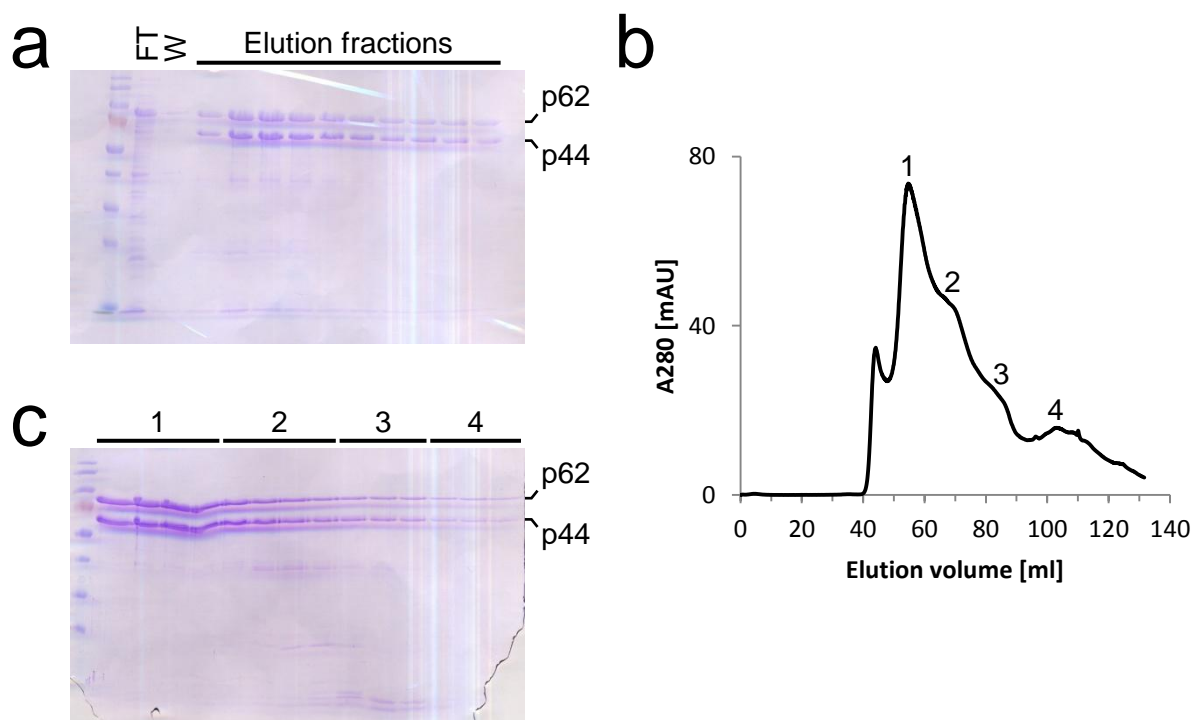 a
FT
W
Elution fractions
p62
p44
b
80
40
0
A280 [mAU]
1
2
3
4
0 20 40 60 80 100 120 140
Elution volume [ml]
c
1 2 3 4
p62
p44